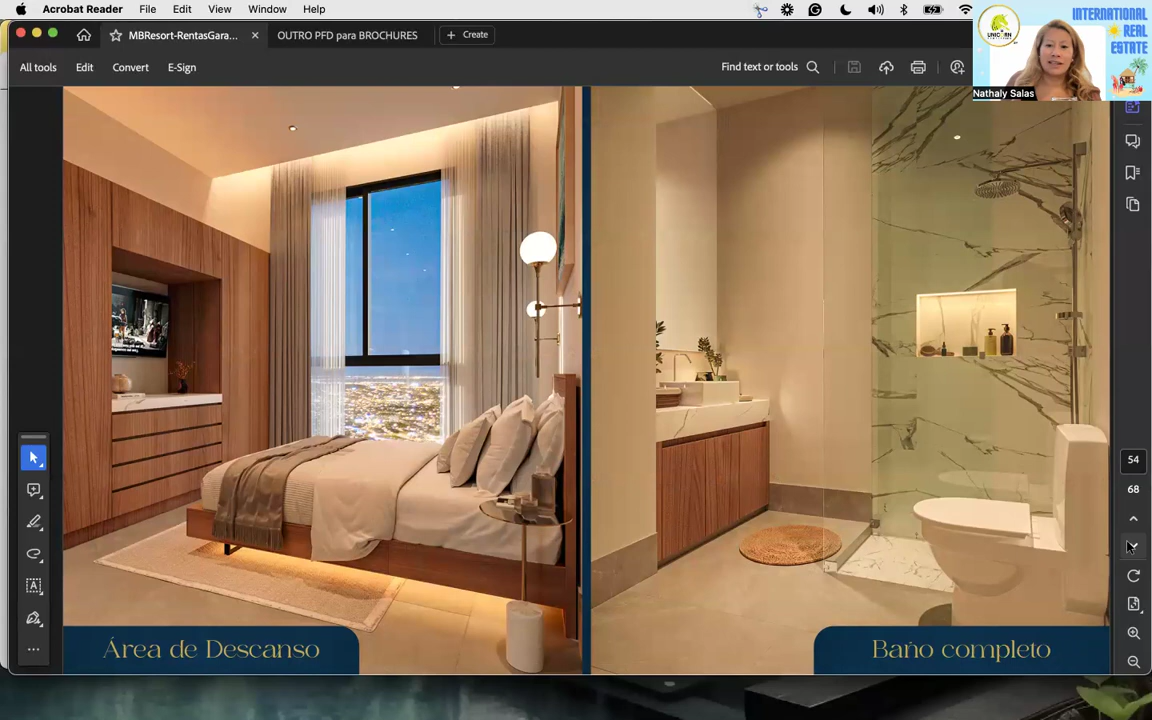 Acrobat Reader File Edit View Window Help
MBResort-RentasGara... OUTRO PFD para BROCHURES + Create
All tools Edit Convert E-Sign
Find text or tools
INTERNATIONAL
REAL
ESTATE
UNICORN
Nathaly Salas
54
68
Área de Descanso
Baño completo